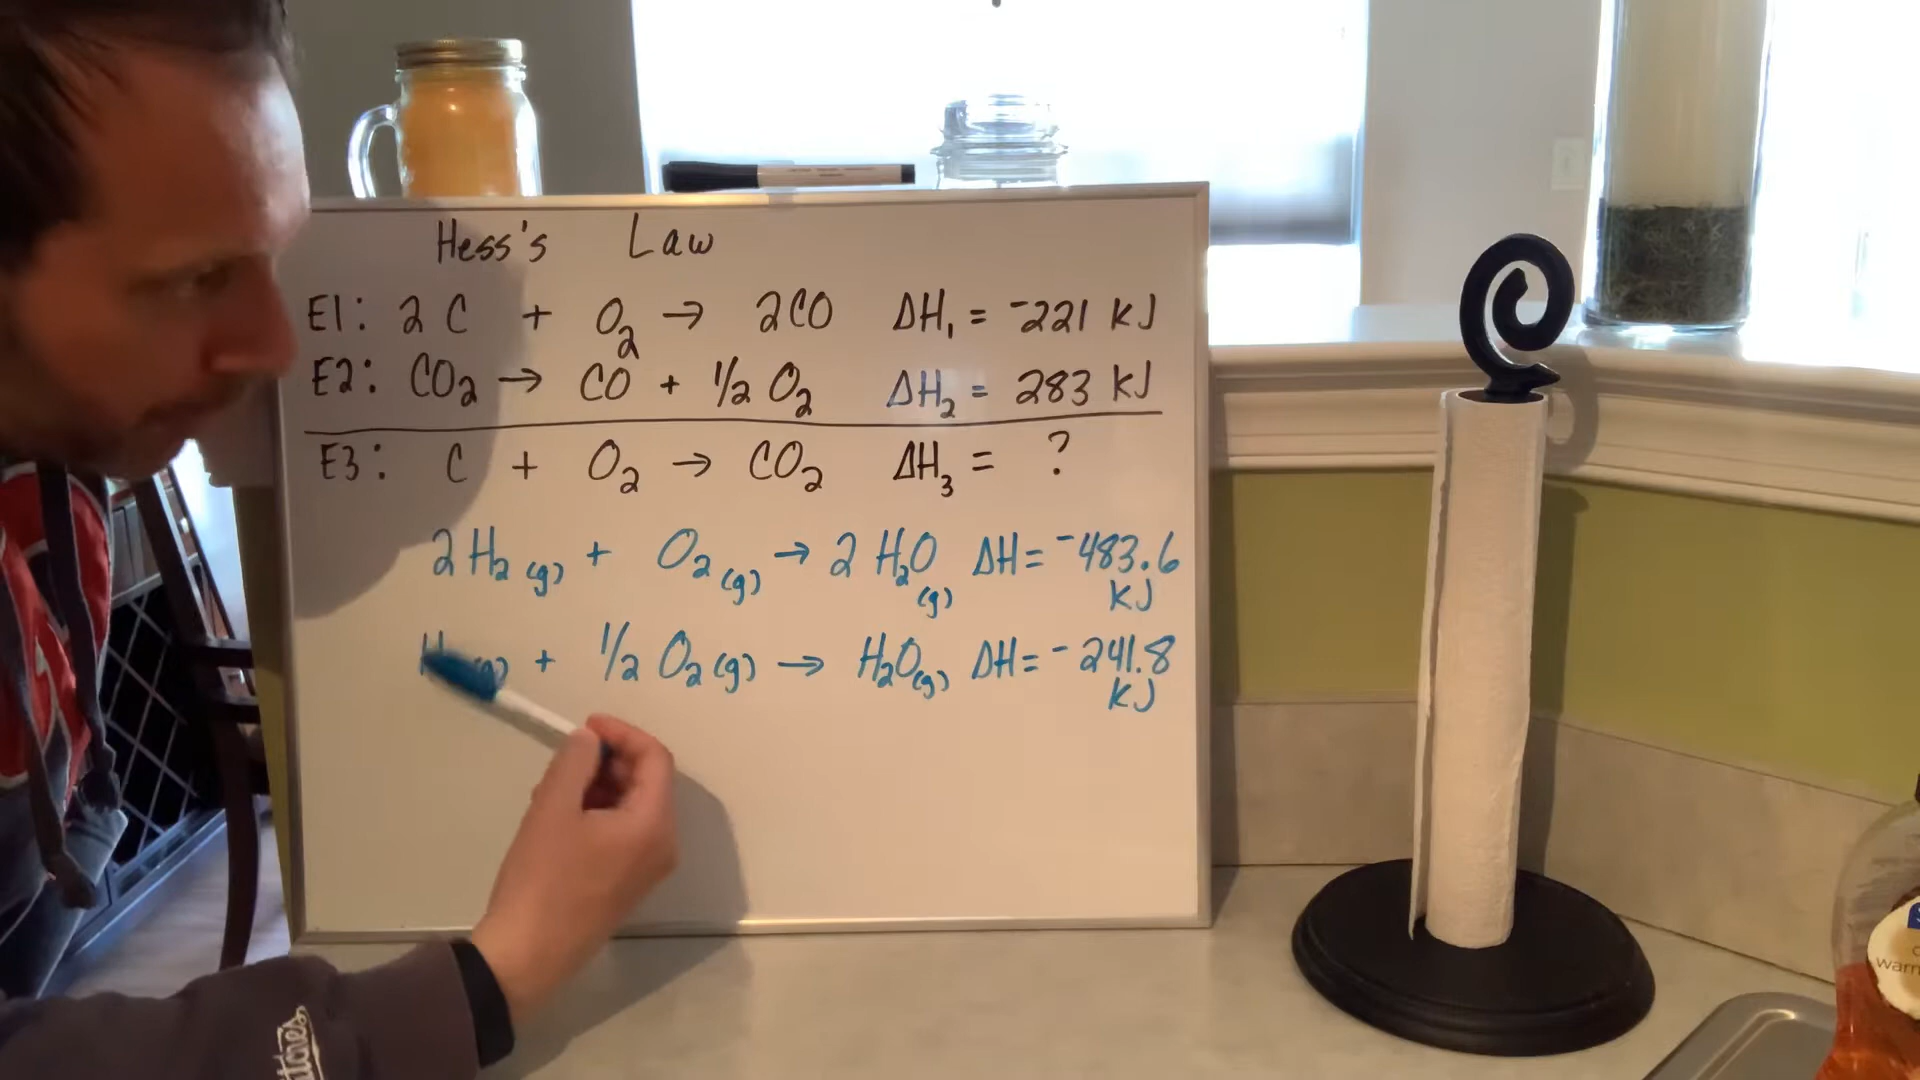 Hess's Law
E1: 2 C + O₂ → 2CO ΔH₁ = -221 KJ
E2: CO₂ → CO + 1/2 O₂ ΔH₂ = 283 KJ
E3: C + O₂ → CO₂ ΔH₃ = ?
2 H₂ (g) + O₂ (g) → 2 H₂O (g) ΔH = -483.6
KJ
(g) + 1/2 O₂ (g) → H₂O(g) ΔH = -241.8
KJ